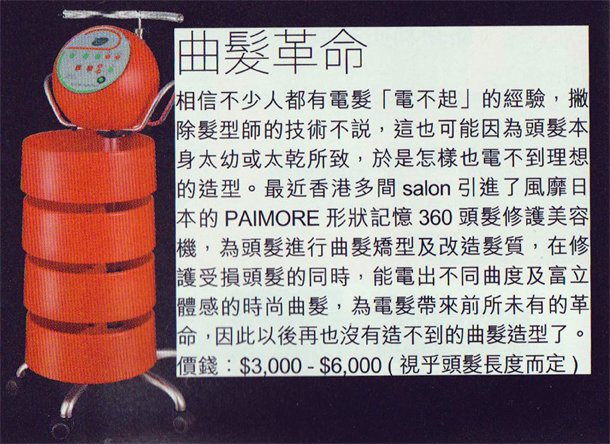 曲髮革命
相信不少人都有電髮「電不起」的經驗，撇
除髮型師的技術不說，這也可能因為頭髮本
身太幼或太乾所致，於是怎樣也電不到理想
的造型。最近香港多間 salon 引進了風靡日
本的 PAIMORE 形狀記憶 360 頭髮修護美容
機，為頭髮進行曲髮矯型及改造髮質，在修
護受損頭髮的同時，能電出不同曲度及富立
體感的時尚曲髮，為電髮帶來前所未有的革
命，因此以後再也沒有造不到的曲髮造型了。
價錢：$3,000 - $6,000 ( 視乎頭髮長度而定 )